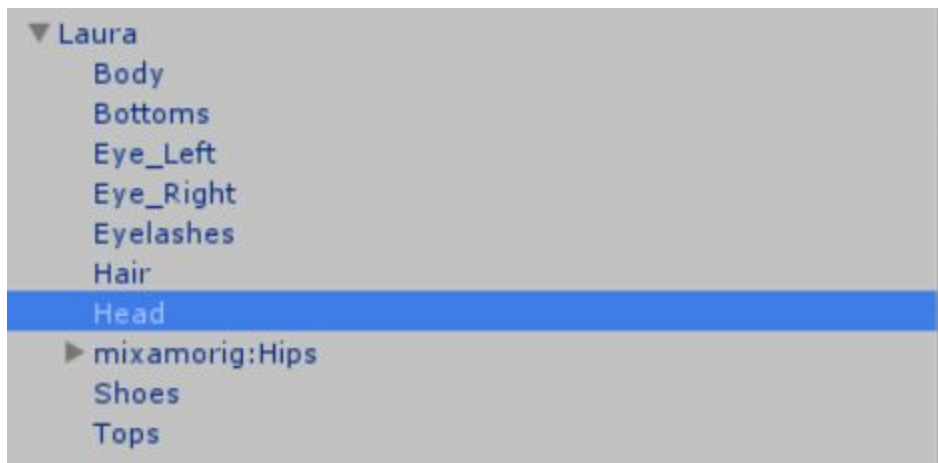 Laura
Body
Bottoms
Eye_Left
Eye_Right
Eyelashes
Hair
Head
mixamorig:Hips
Shoes
Tops